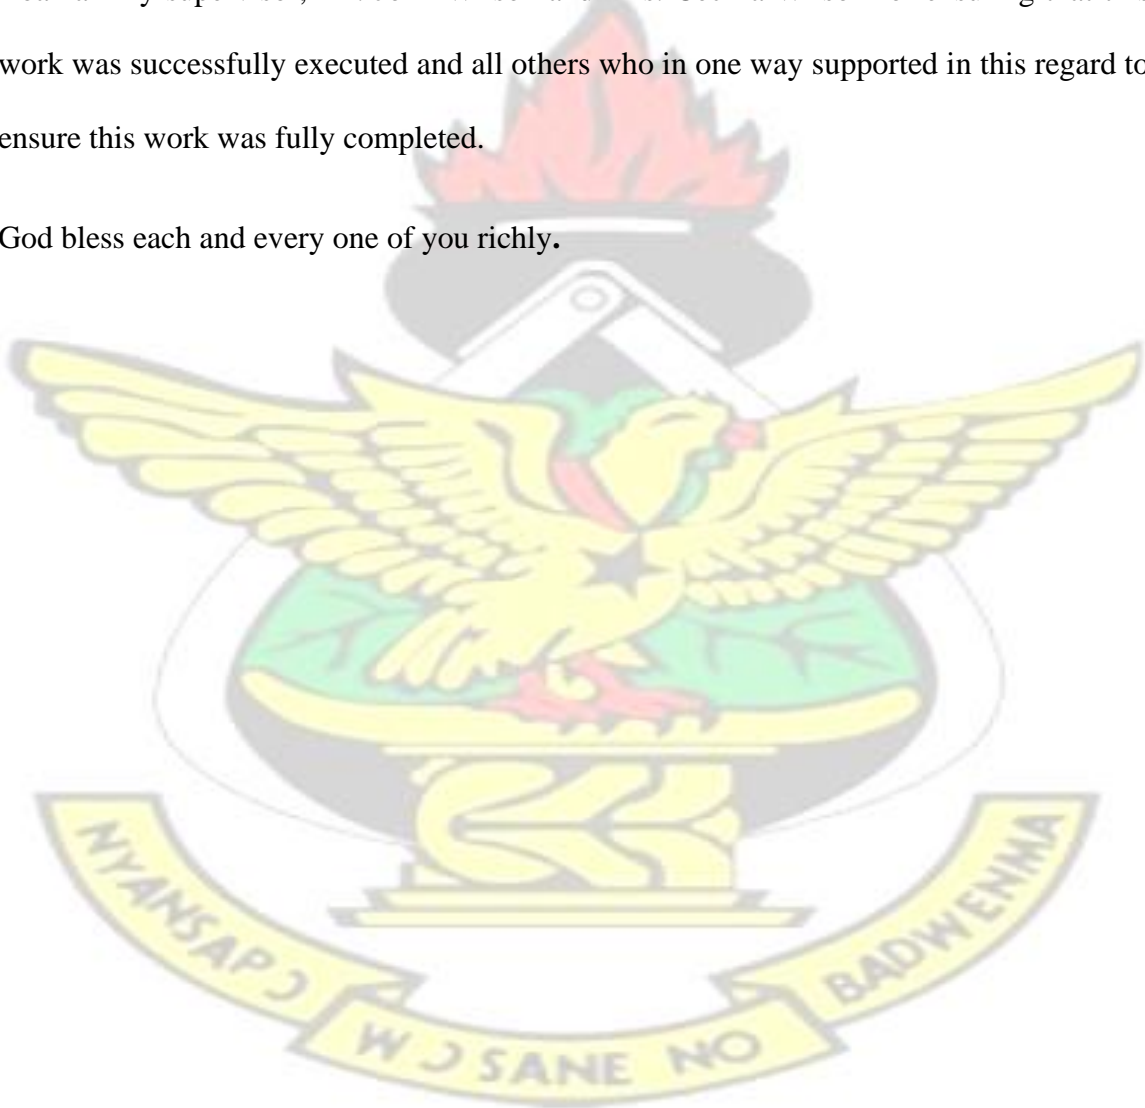 work was successfully executed and all others who in one way supported in this regard to
ensure this work was fully completed.
God bless each and every one of you richly.
NYANSAPƆ
WƆSANE NO
BADWENMA